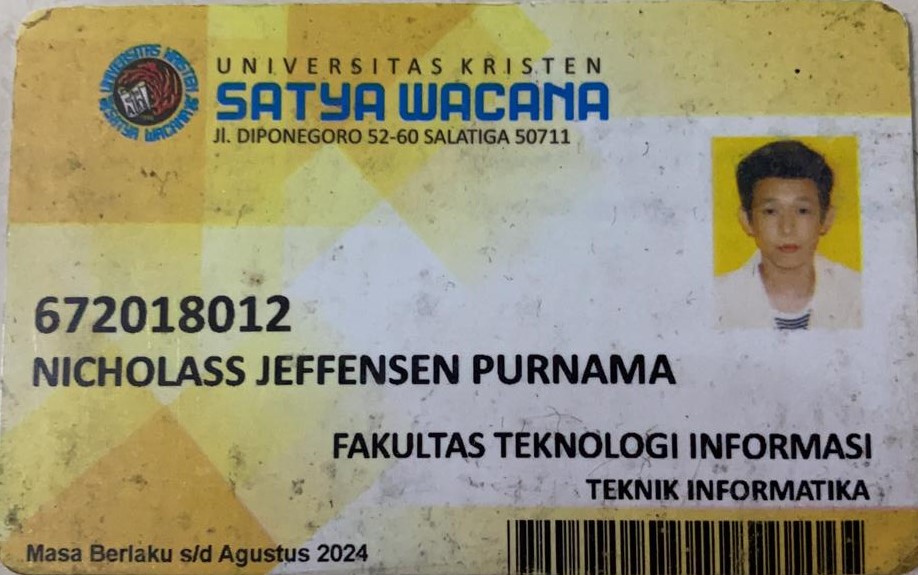 UNIVERSITAS KRISTEN
SATYA WACANA
Jl. DIPONEGORO 52-60 SALATIGA 50711
UNIVERSITAS KRISTEN
SATYA WACANA
672018012
NICHOLASS JEFFENSEN PURNAMA
FAKULTAS TEKNOLOGI INFORMASI
TEKNIK INFORMATIKA
Masa Berlaku s/d Agustus 2024